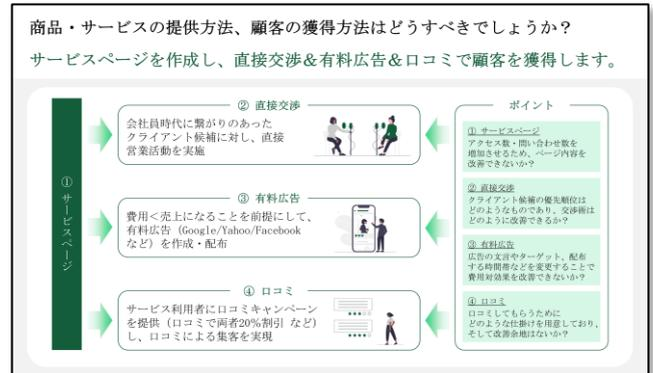 商品・サービスの提供方法、顧客の獲得方法はどうすべきでしょうか？
サービスページを作成し、直接交渉＆有料広告＆口コミで顧客を獲得します。
① サービスページ
② 直接交渉
会社員時代に繋がりのあった
クライアント候補に対し、直接
営業活動を実施
③ 有料広告
費用＜売上になることを前提にして、
有料広告（Google/Yahoo/Facebook
など）を作成・配布
④ 口コミ
サービス利用者に口コミキャンペーン
を提供（口コミで両者20%割引 など）
し、口コミによる集客を実現
ポイント
① サービスページ
アクセス数・問い合わせ数を
増加させるため、ページ内容を
改善できないか？
② 直接交渉
クライアント候補の優先順位は
どのようなものであり、交渉術は
どのように改善できるか？
③ 有料広告
広告の文言やターゲット、配布
する時間帯などを変更することで
費用対効果を改善できないか？
④ 口コミ
口コミしてもらうために
どのような仕掛けを用意しており、
そして改善余地はないか？